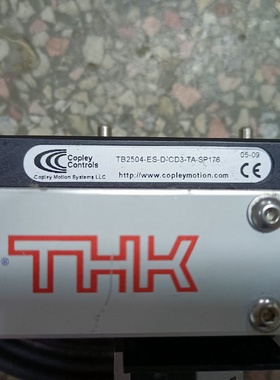 Copley Controls
TB2504-ES-D-CD3-TA-SP176
05-09
Copley Motion Systems LLC
http://www.copleymotion.com
CE
THK
®